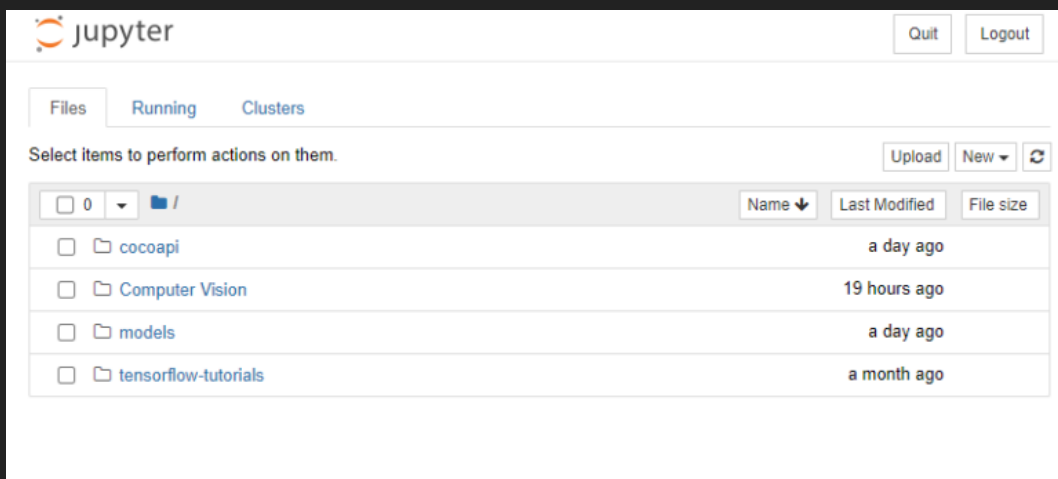 jupyter Quit Logout
Files Running Clusters
Select items to perform actions on them. Upload New
0 / Name Last Modified File size
cocoapi a day ago
Computer Vision 19 hours ago
models a day ago
tensorflow-tutorials a month ago